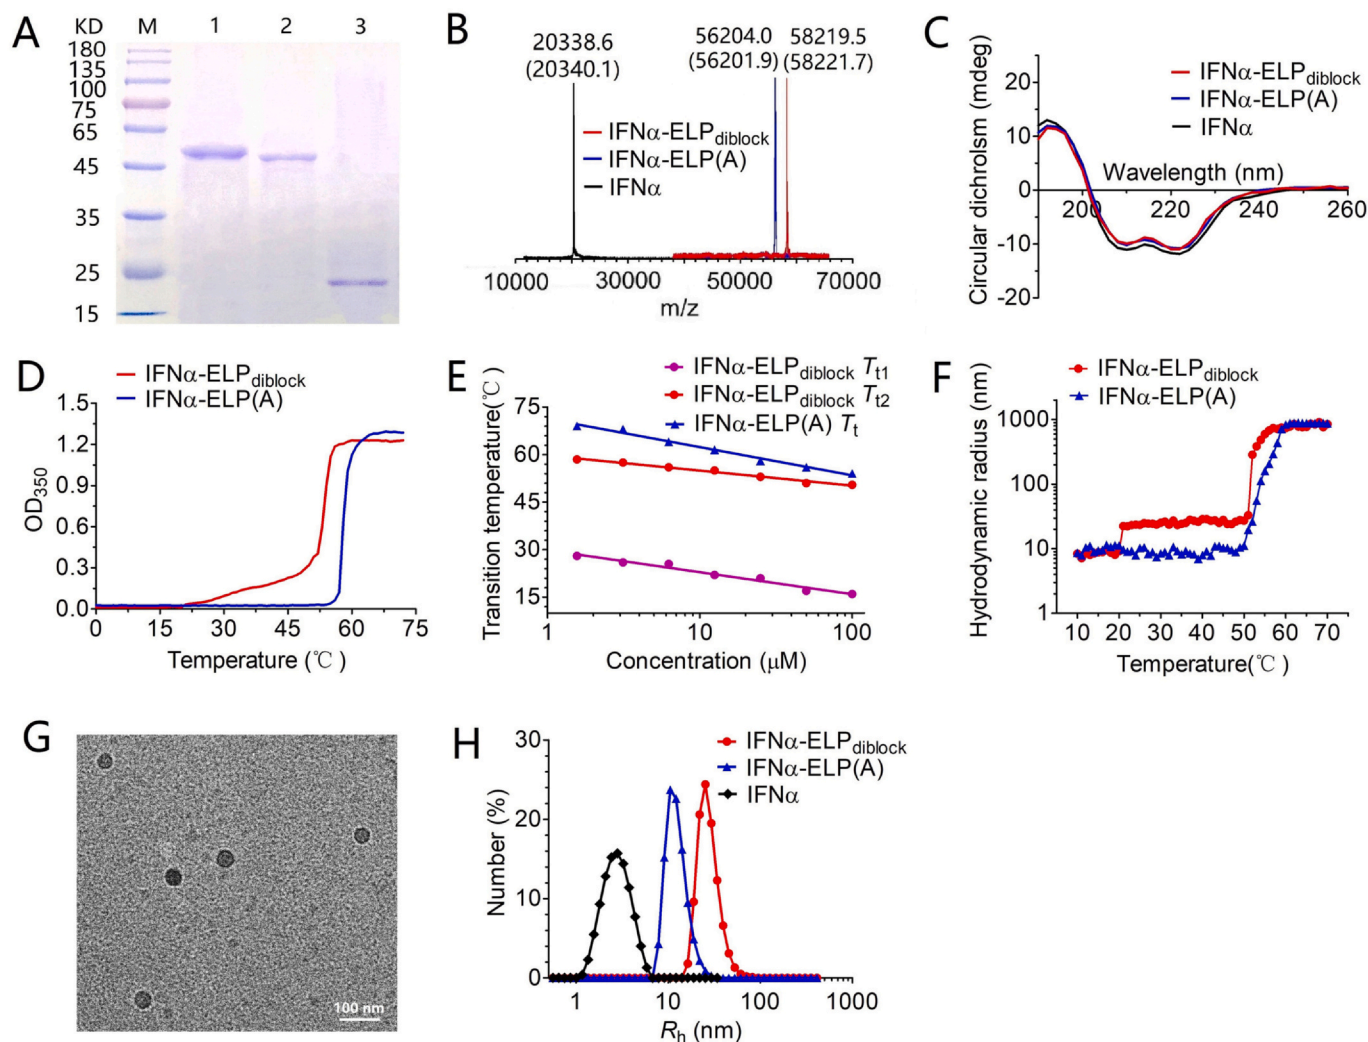 A
KD M 1 2 3
180
135
100
75
65
45
35
25
15
B
20338.6
(20340.1)
56204.0
(56201.9)
58219.5
(58221.7)
IFNα-ELPdiblock
IFNα-ELP(A)
IFNα
10000 30000 50000 70000
m/z
C
Circular dichrolsm (mdeg)
20
10
0
-10
-20
IFNα-ELPdiblock
IFNα-ELP(A)
IFNα
Wavelength (nm)
200 220 240 260
D
IFNα-ELPdiblock
IFNα-ELP(A)
OD350
1.5
1.2
0.9
0.6
0.3
0.0
0 15 30 45 60 75
Temperature (℃)
E
IFNα-ELPdiblock Tt1
IFNα-ELPdiblock Tt2
IFNα-ELP(A) Tt
Transition temperature(℃)
75
60
45
30
15
1 10 100
Concentration (μM)
F
IFNα-ELPdiblock
IFNα-ELP(A)
Hydrodynamic radius (nm)
1000
100
10
1
10 20 30 40 50 60 70
Temperature(℃)
G
100 nm
H
IFNα-ELPdiblock
IFNα-ELP(A)
IFNα
Number (%)
30
20
10
0
1 10 100 1000
Rh (nm)